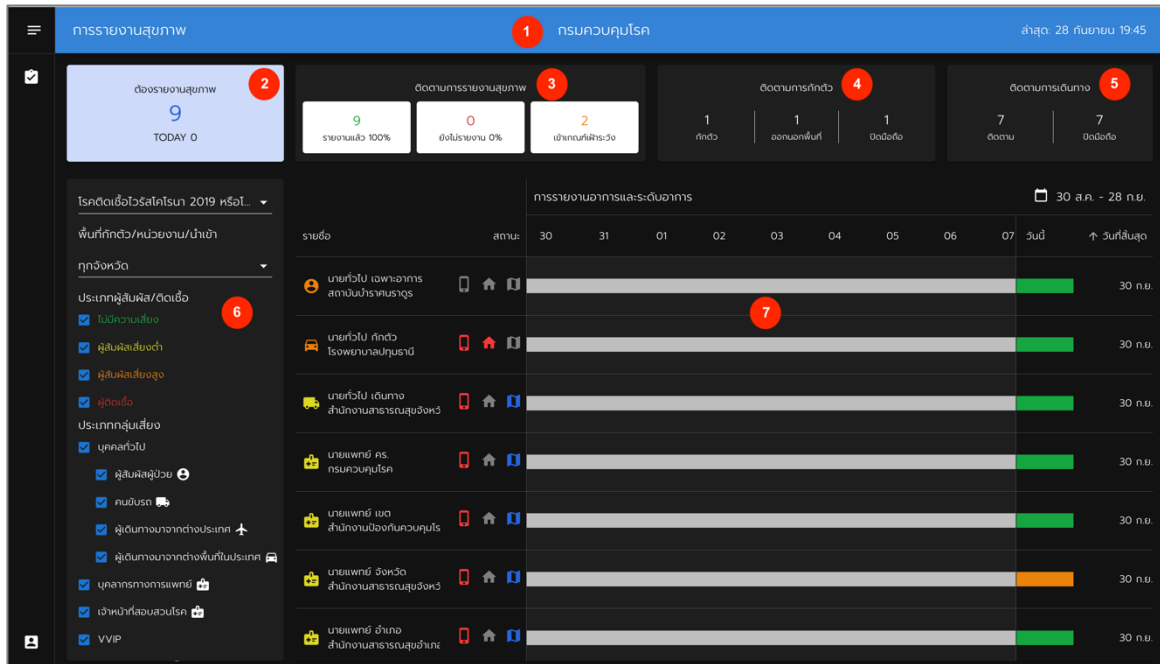 การรายงานสุขภาพ
1
กรมควบคุมโรค
ล่าสุด: 28 กันยายน 19:45
ต้องรายงานสุขภาพ
2
9
TODAY 0
ติดตามการรายงานสุขภาพ
3
9
รายงานแล้ว 100%
0
ยังไม่รายงาน 0%
2
เข้าเกณฑ์เฝ้าระวัง
ติดตามการกักตัว
4
1
กักตัว
1
ออกนอกพื้นที่
1
ปิดมือถือ
ติดตามการเดินทาง
5
7
ติดตาม
7
ปิดมือถือ
โรคติดเชื้อไวรัสโคโรนา 2019 หรือโ...
พื้นที่กักตัว/หน่วยงาน/นำเข้า
ทุกจังหวัด
ประเภทผู้สัมผัส/ติดเชื้อ
6
ไม่มีความเสี่ยง
ผู้สัมผัสเสี่ยงต่ำ
ผู้สัมผัสเสี่ยงสูง
ผู้ติดเชื้อ
ประเภทกลุ่มเสี่ยง
บุคคลทั่วไป
ผู้สัมผัสผู้ป่วย
คนขับรถ
ผู้เดินทางมาจากต่างประเทศ
ผู้เดินทางมาจากต่างพื้นที่ในประเทศ
บุคลากรทางการแพทย์
เจ้าหน้าที่สอบสวนโรค
VVIP
การรายงานอาการและระดับอาการ
30 ส.ค. - 28 ก.ย.
รายชื่อ สถานะ 30 31 01 02 03 04 05 06 07 วันนี้ วันที่สิ้นสุด
นายทั่วไป เฉพาะอาการ
สถาบันบำราศนราดูร
30 ก.ย.
7
นายทั่วไป กักตัว
โรงพยาบาลปทุมธานี
30 ก.ย.
นายทั่วไป เดินทาง
สำนักงานสาธารณสุขจังหวั
30 ก.ย.
นายแพทย์ คร.
กรมควบคุมโรค
30 ก.ย.
นายแพทย์ เขต
สำนักงานป้องกันควบคุมโร
30 ก.ย.
นายแพทย์ จังหวัด
สำนักงานสาธารณสุขจังหวั
30 ก.ย.
นายแพทย์ อำเภอ
สำนักงานสาธารณสุขอำเภอ
30 ก.ย.